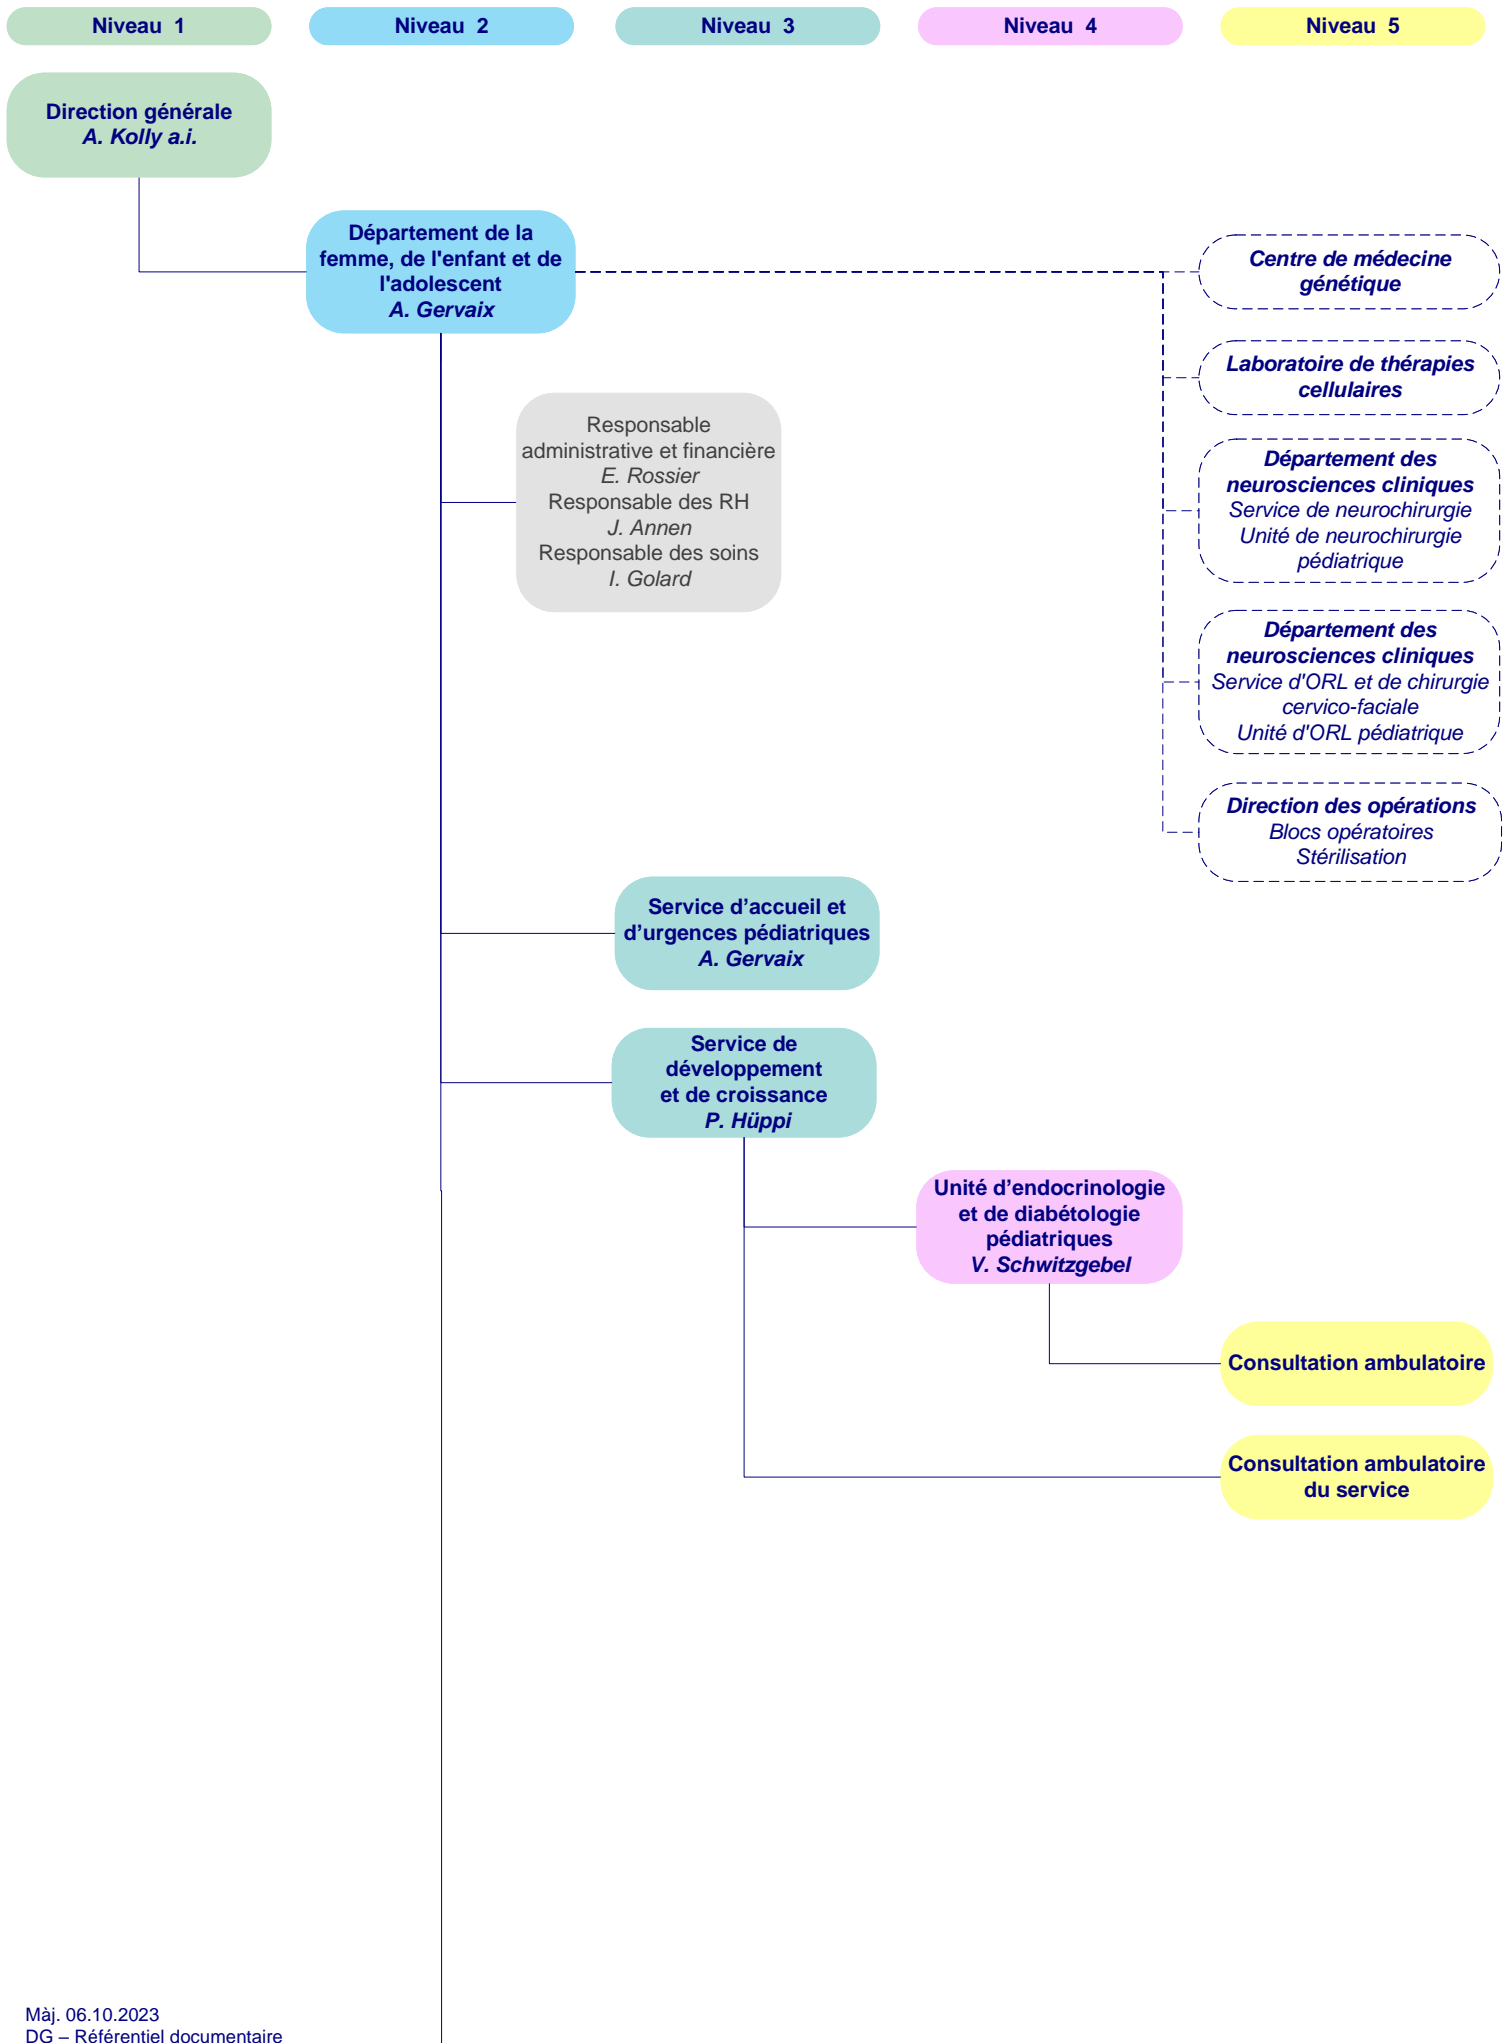 Niveau 1
Niveau 2
Niveau 3
Niveau 4
Niveau 5
Direction générale
A. Kolly a.i.
Département de la
femme, de l'enfant et de
l'adolescent
A. Gervaix
Centre de médecine
génétique
Laboratoire de thérapies
cellulaires
Responsable
administrative et financière
E. Rossier
Responsable des RH
J. Annen
Responsable des soins
I. Golard
Département des
neurosciences cliniques
Service de neurochirurgie
Unité de neurochirurgie
pédiatrique
Département des
neurosciences cliniques
Service d'ORL et de chirurgie
cervico-faciale
Unité d'ORL pédiatrique
Direction des opérations
Blocs opératoires
Stérilisation
Service d’accueil et
d’urgences pédiatriques
A. Gervaix
Service de
développement
et de croissance
P. Hüppi
Unité d’endocrinologie
et de diabétologie
pédiatriques
V. Schwitzgebel
Consultation ambulatoire
Consultation ambulatoire
du service
Màj. 06.10.2023
DG – Référentiel documentaire